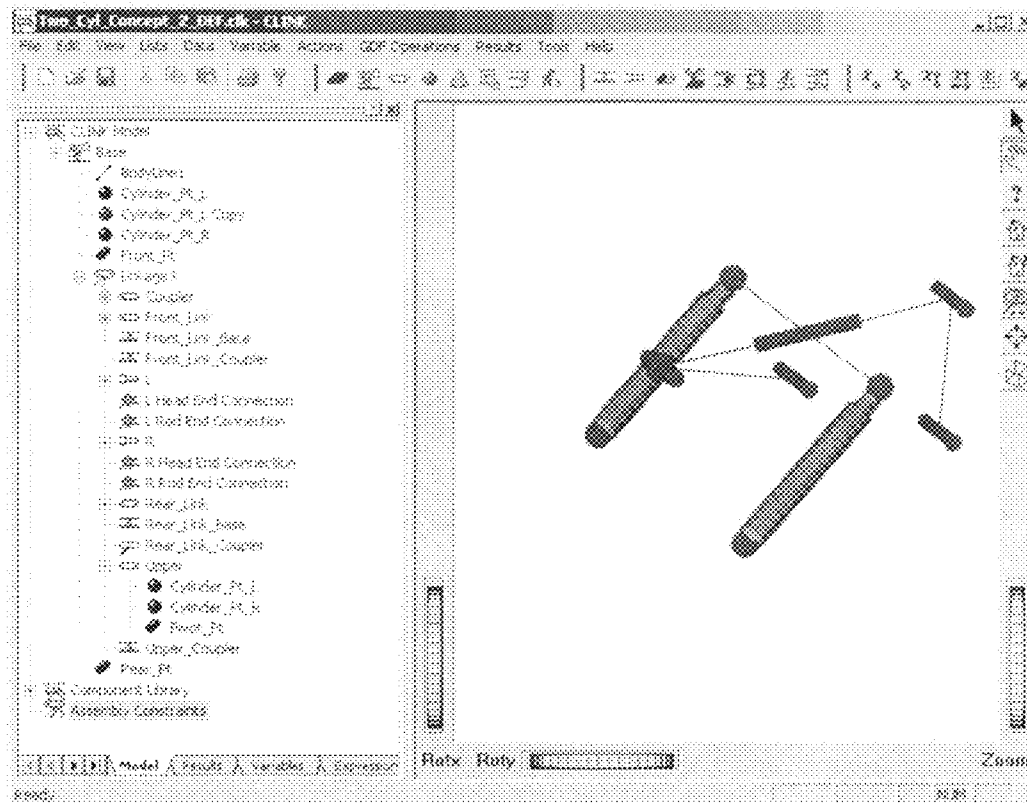 Two_Cyl_Concept_2_DEF.clk - CLINK
File Edit View Lists Data Variable Actions GDF Operations Results Tools Help
CLINK Model
Base
BodyLine1
Cylinder_Pt_L
Cylinder_Pt_L Copy
Cylinder_Pt_R
Front_Pt
Linkage1
Coupler
Front_Link
Front_Link_Base
Front_Link_Coupler
L
L Head End Connection
L Rod End Connection
R
R Head End Connection
R Rod End Connection
Rear_Link
Rear_Link_base
Rear_Link_Coupler
Upper
Cylinder_Pt_L
Cylinder_Pt_R
Pivot_Pt
Upper_Coupler
Rear_Pt
Component Library
Assembly Constraints
Model Results Variables Expression
Rotx Roty Zoom
Ready NUM